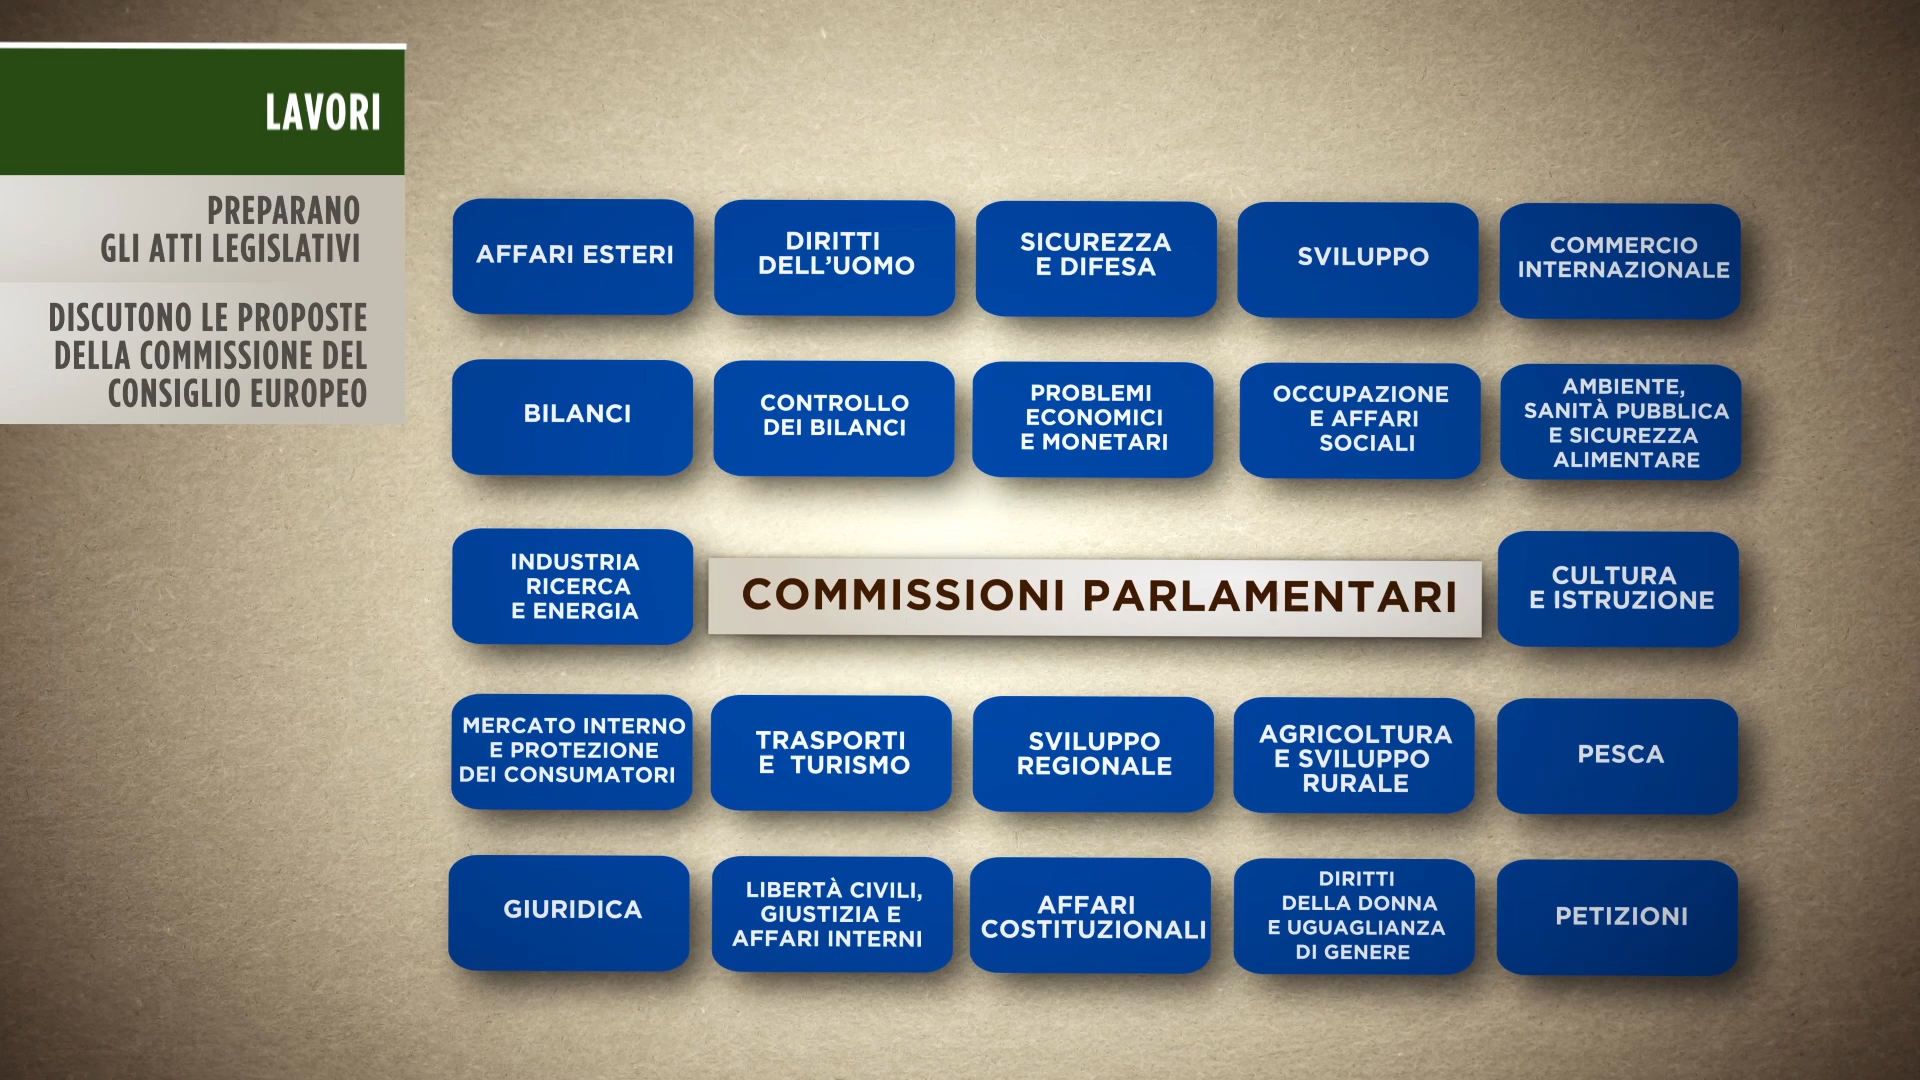 LAVORI
PREPARANO
GLI ATTI LEGISLATIVI
DISCUTONO LE PROPOSTE
DELLA COMMISSIONE DEL
CONSIGLIO EUROPEO
AFFARI ESTERI
DIRITTI
DELL'UOMO
SICUREZZA
E DIFESA
SVILUPPO
COMMERCIO
INTERNAZIONALE
BILANCI
CONTROLLO
DEI BILANCI
PROBLEMI
ECONOMICI
E MONETARI
OCCUPAZIONE
E AFFARI
SOCIALI
AMBIENTE,
SANITÀ PUBBLICA
E SICUREZZA
ALIMENTARE
INDUSTRIA
RICERCA
E ENERGIA
COMMISSIONI PARLAMENTARI
CULTURA
E ISTRUZIONE
MERCATO INTERNO
E PROTEZIONE
DEI CONSUMATORI
TRASPORTI
E TURISMO
SVILUPPO
REGIONALE
AGRICOLTURA
E SVILUPPO
RURALE
PESCA
GIURIDICA
LIBERTÀ CIVILI,
GIUSTIZIA E
AFFARI INTERNI
AFFARI
COSTITUZIONALI
DIRITTI
DELLA DONNA
E UGUAGLIANZA
DI GENERE
PETIZIONI